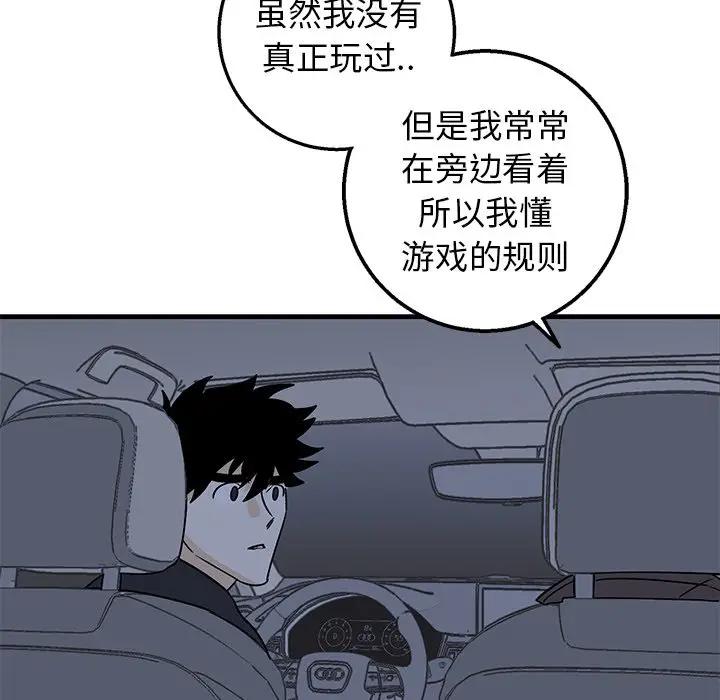 虽然我没有
真正玩过..
但是我常常
在旁边看着
所以我懂
游戏的规则